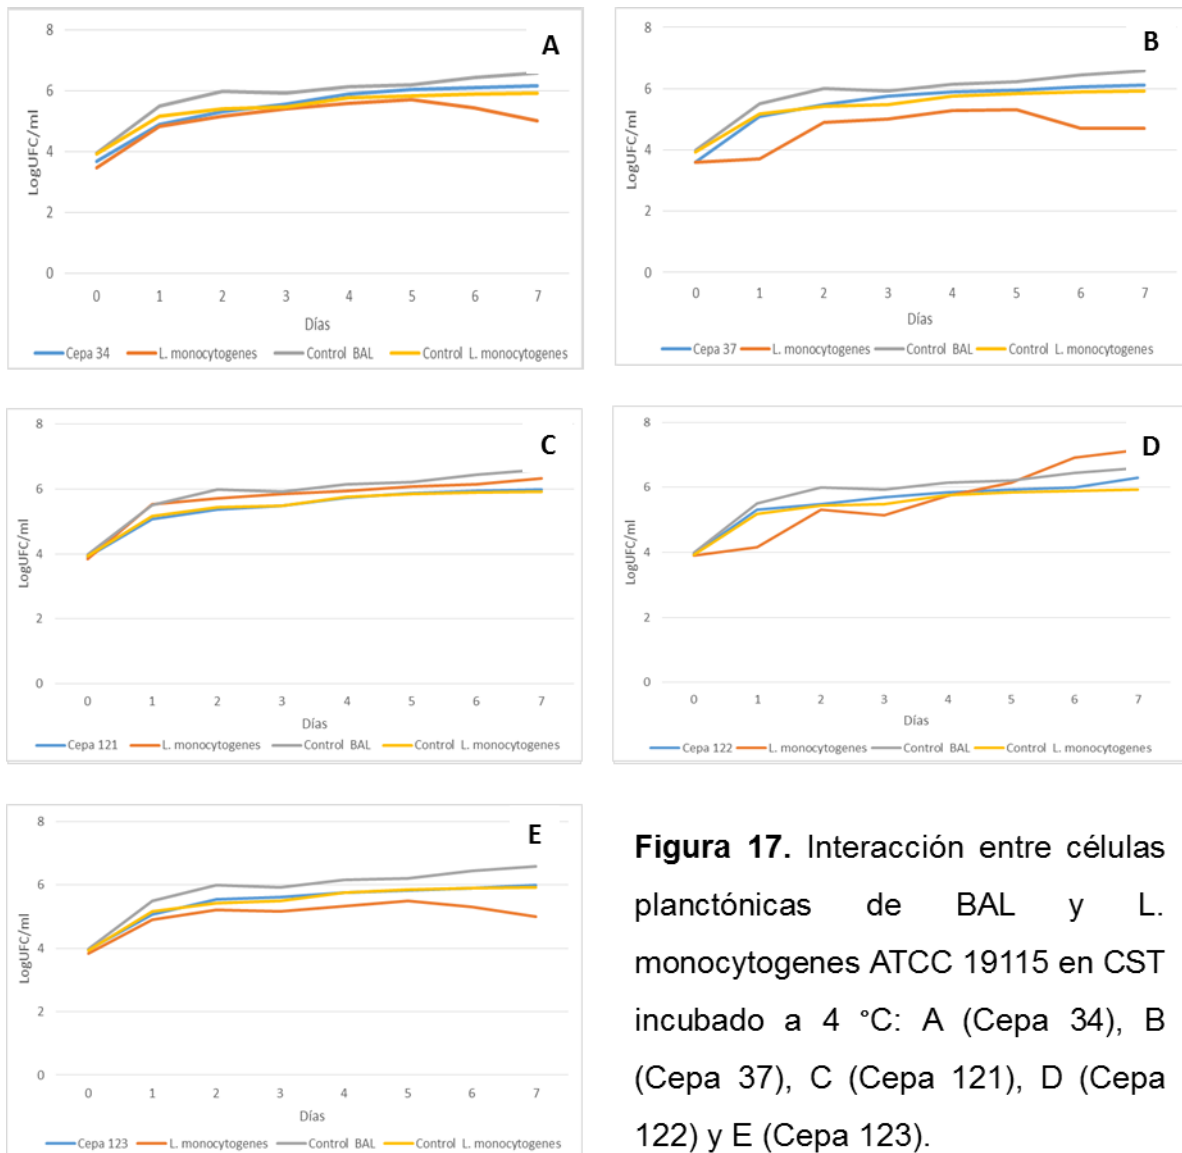 A
8
6
4
2
0
LogUFC/ml
0 1 2 3 4 5 6 7
Días
Cepa 34 L. monocytogenes Control BAL Control L. monocytogenes
B
8
6
4
2
0
LogUFC/ml
0 1 2 3 4 5 6 7
Días
Cepa 37 L. monocytogenes Control BAL Control L. monocytogenes
C
8
6
4
2
0
LogUFC/ml
0 1 2 3 4 5 6 7
Días
Cepa 121 L. monocytogenes Control BAL Control L. monocytogenes
D
8
6
4
2
0
LogUFC/ml
0 1 2 3 4 5 6 7
Días
Cepa 122 L. monocytogenes Control BAL Control L. monocytogenes
E
8
6
4
2
0
LogUFC/ml
0 1 2 3 4 5 6 7
Días
Cepa 123 L. monocytogenes Control BAL Control L. monocytogenes
Figura 17. Interacción entre células
planctónicas de BAL y L.
monocytogenes ATCC 19115 en CST
incubado a 4 °C: A (Cepa 34), B
(Cepa 37), C (Cepa 121), D (Cepa
122) y E (Cepa 123).